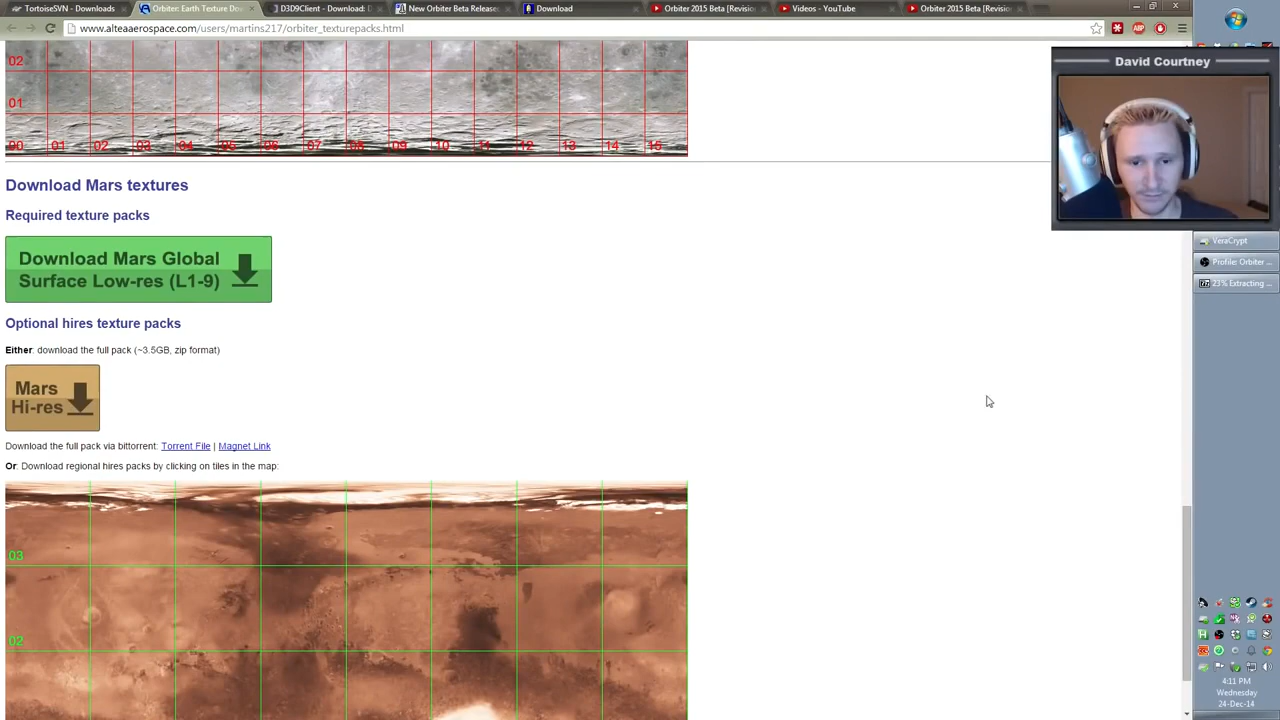 TortoiseSVN - Downloads
Orbiter: Earth Texture Do
D3D9Client - Download: D
New Orbiter Beta Release
Download
Orbiter 2015 Beta [Revision
Videos - YouTube
Orbiter 2015 Beta [Revision
www.alteaaerospace.com/users/martins217/orbiter_texturepacks.html
ABP
02
01
00 01 02 03 04 05 06 07 08 09 10 11 12 13 14 15
David Courtney
Download Mars textures
Required texture packs
Download Mars Global
Surface Low-res (L1-9)
Optional hires texture packs
Either: download the full pack (~3.5GB, zip format)
Mars
Hi-res
Download the full pack via bittorrent: Torrent File | Magnet Link
Or: Download regional hires packs by clicking on tiles in the map:
03
02
VeraCrypt
Profile: Orbiter ...
23% Extracting ...
4:11 PM
Wednesday
24-Dec-14